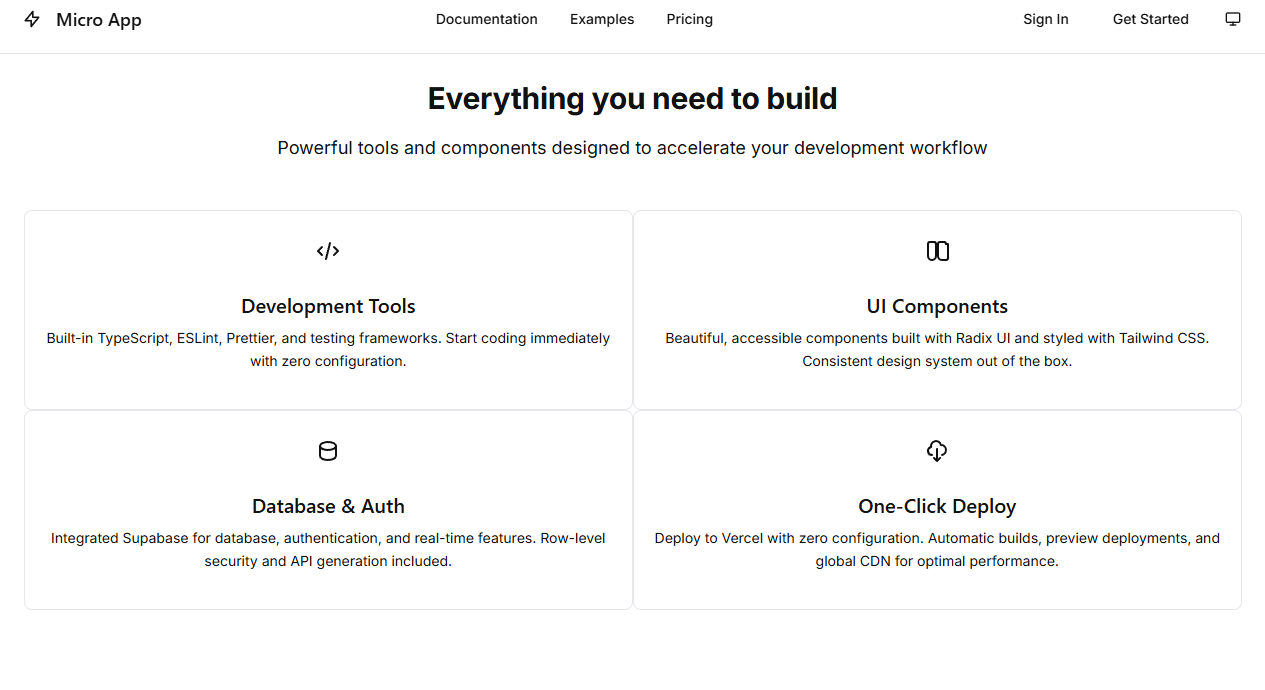 Micro App
Documentation Examples Pricing
Sign In Get Started
Everything you need to build
Powerful tools and components designed to accelerate your development workflow
Development Tools
Built-in TypeScript, ESLint, Prettier, and testing frameworks. Start coding immediately
with zero configuration.
UI Components
Beautiful, accessible components built with Radix UI and styled with Tailwind CSS.
Consistent design system out of the box.
Database & Auth
Integrated Supabase for database, authentication, and real-time features. Row-level
security and API generation included.
One-Click Deploy
Deploy to Vercel with zero configuration. Automatic builds, preview deployments, and
global CDN for optimal performance.